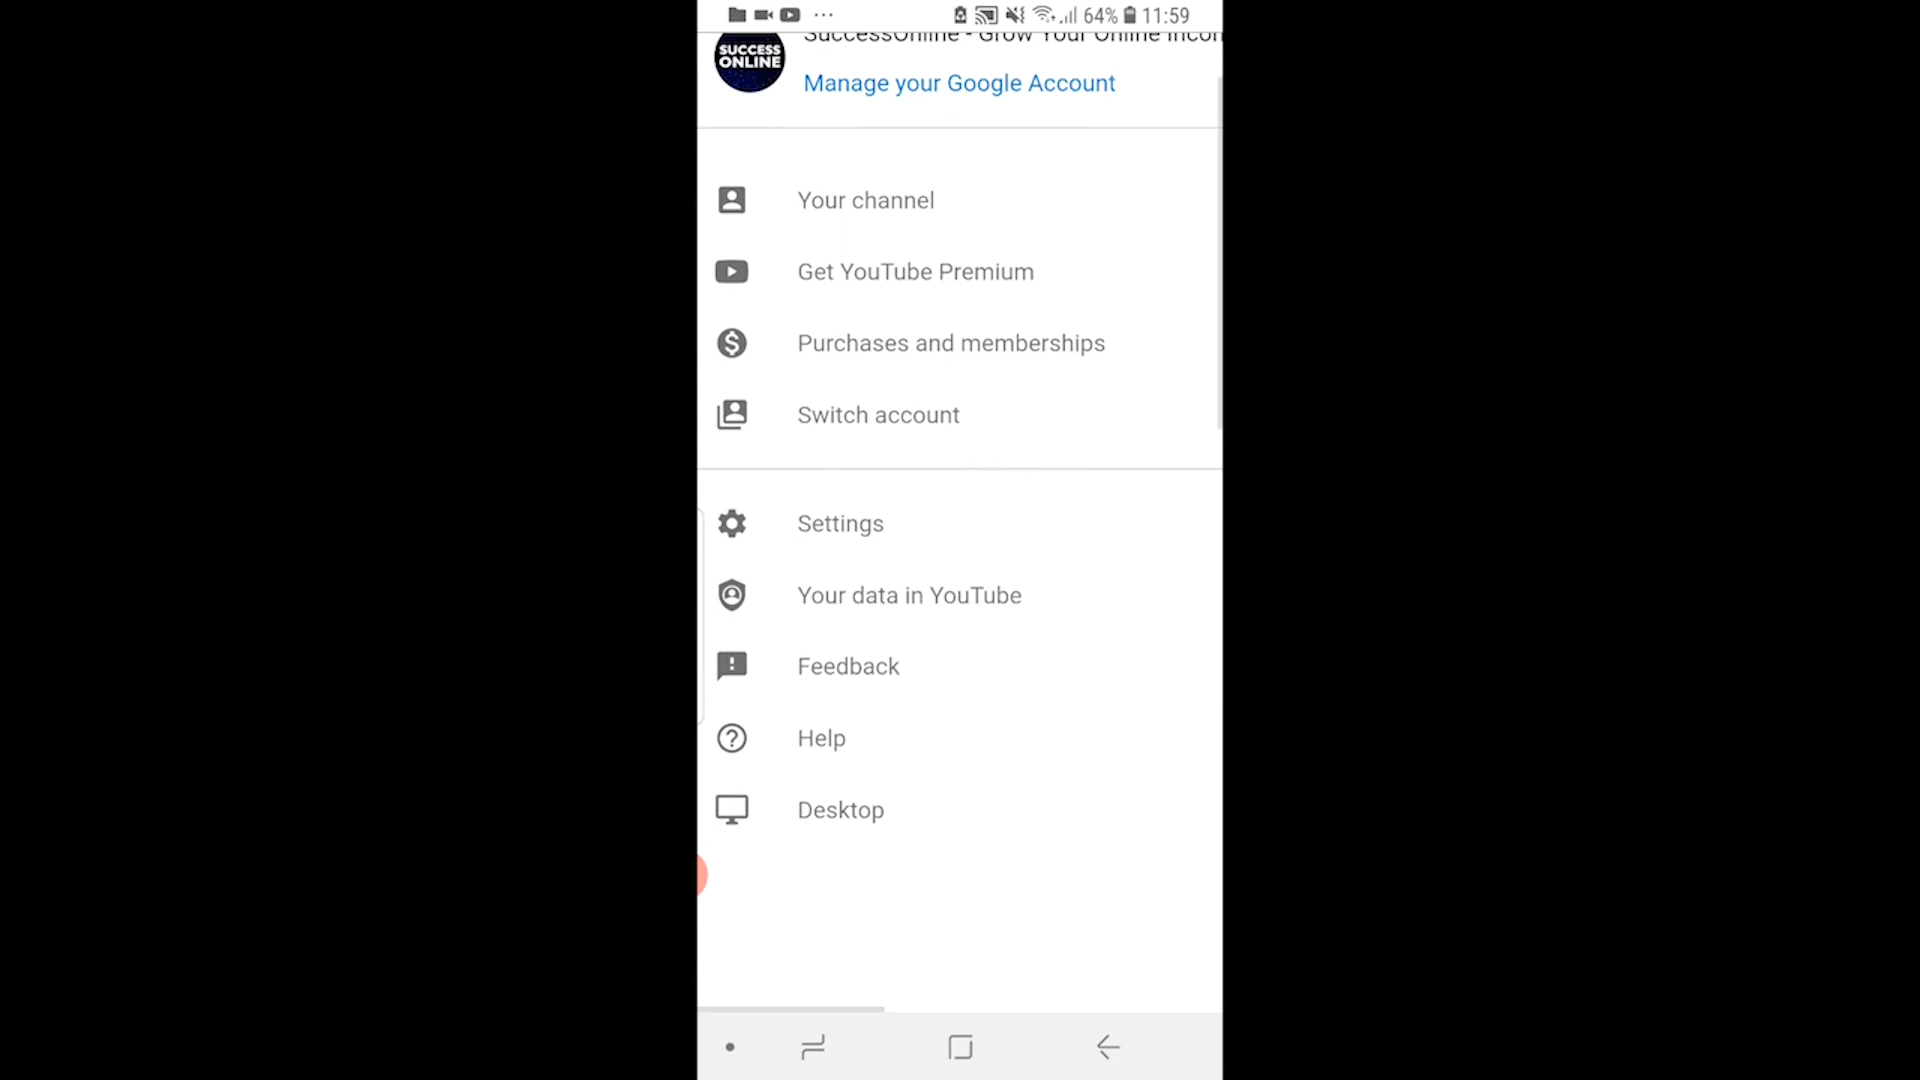 64% 11:59
SUCCESS
ONLINE
SuccessOnline - Grow Your Online Incom
Manage your Google Account
Your channel
Get YouTube Premium
Purchases and memberships
Switch account
Settings
Your data in YouTube
Feedback
Help
Desktop